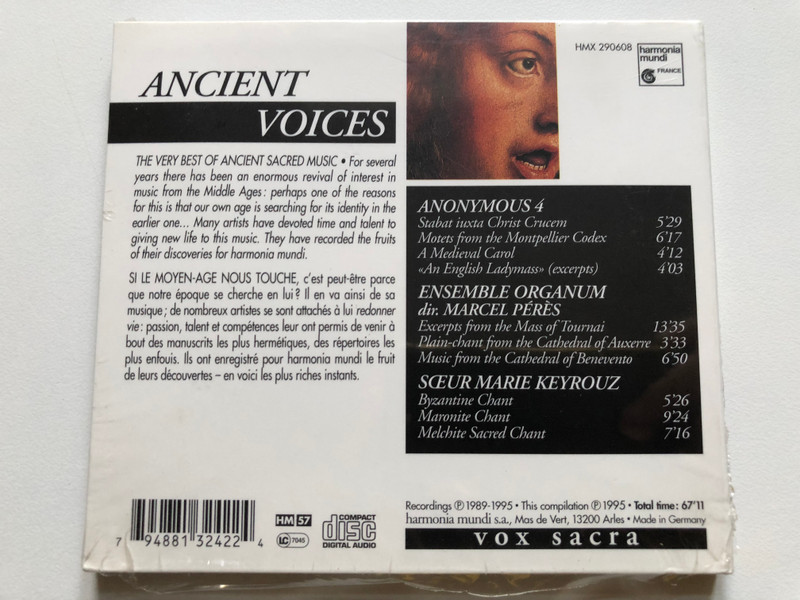 ANCIENT
VOICES
THE VERY BEST OF ANCIENT SACRED MUSIC • For several
years there has been an enormous revival of interest in
music from the Middle Ages : perhaps one of the reasons
for this is that our own age is searching for its identity in the
earlier one... Many artists have devoted time and talent to
giving new life to this music. They have recorded the fruits
of their discoveries for harmonia mundi.
SI LE MOYEN-AGE NOUS TOUCHE, c'est peut-être parce
que notre époque se cherche en lui ? Il en va ainsi de sa
musique ; de nombreux artistes se sont attachés à lui redonner
vie : passion, talent et compétences leur ont permis de venir à
bout des manuscrits les plus hermétiques, des répertoires les
plus enfouis. Ils ont enregistré pour harmonia mundi le fruit
de leurs découvertes – en voici les plus riches instants.
HMX 290608
harmonia
mundi
FRANCE
ANONYMOUS 4
Stabat iuxta Christ Crucem 5'29
Motets from the Montpellier Codex 6'17
A Medieval Carol 4'12
«An English Ladymass» (excerpts) 4'03
ENSEMBLE ORGANUM
dir. MARCEL PÉRÈS
Excerpts from the Mass of Tournai 13'35
Plain-chant from the Cathedral of Auxerre 3'33
Music from the Cathedral of Benevento 6'50
SŒUR MARIE KEYROUZ
Byzantine Chant 5'26
Maronite Chant 9'24
Melchite Sacred Chant 7'16
7 94881 32422 4
HM 57
LC 7045
COMPACT
disc
DIGITAL AUDIO
Recordings ℗ 1989-1995 • This compilation ℗ 1995 • Total time : 67'11
harmonia mundi s.a., Mas de Vert, 13200 Arles • Made in Germany
vox sacra